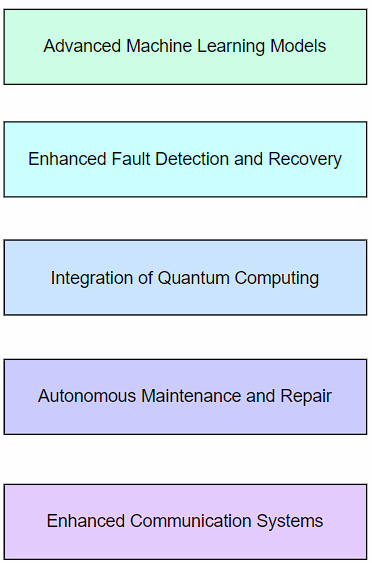 Advanced Machine Learning Models
Enhanced Fault Detection and Recovery
Integration of Quantum Computing
Autonomous Maintenance and Repair
Enhanced Communication Systems